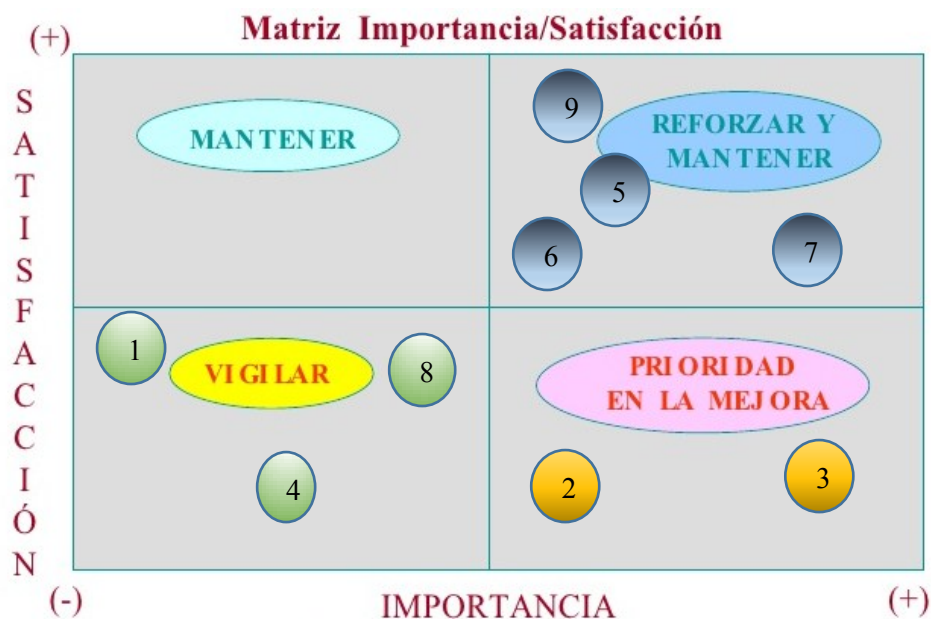 Matriz Importancia/Satisfacción
(+)
SATISFACCIÓN
MANTENER
9
REFORZAR Y
MANTENER
5
6
7
1
VIGILAR
8
PRIORIDAD
EN LA MEJORA
4
2
3
(-)
IMPORTANCIA
(+)